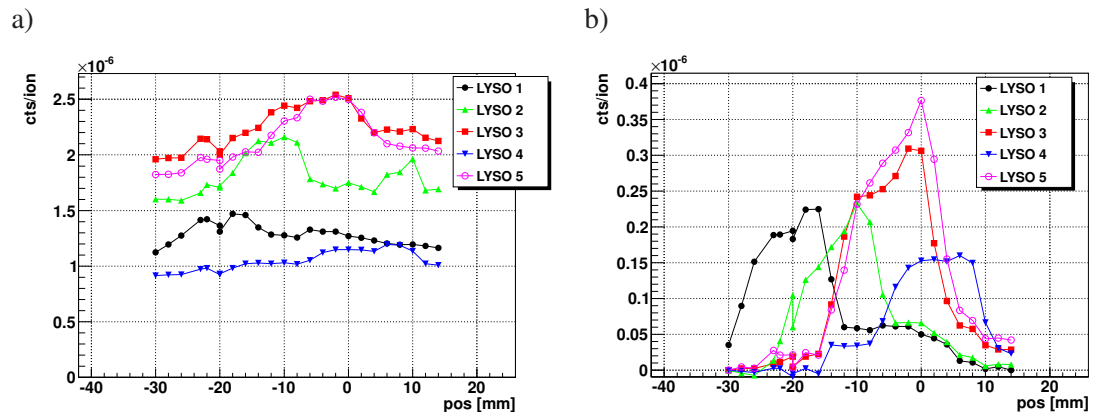 a)
×10⁻⁶
cts/ion
2.5
2
1.5
1
0.5
0
-40
-30
-20
-10
0
10
20
pos [mm]
LYSO 1
LYSO 2
LYSO 3
LYSO 4
LYSO 5
b)
×10⁻⁶
cts/ion
0.4
0.35
0.3
0.25
0.2
0.15
0.1
0.05
0
-40
-30
-20
-10
0
10
20
pos [mm]
LYSO 1
LYSO 2
LYSO 3
LYSO 4
LYSO 5